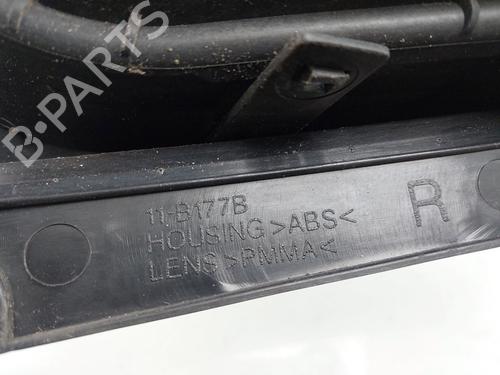 B-PARTS
11-B177B
HOUSING >ABS<
LENS >PMMA<
R